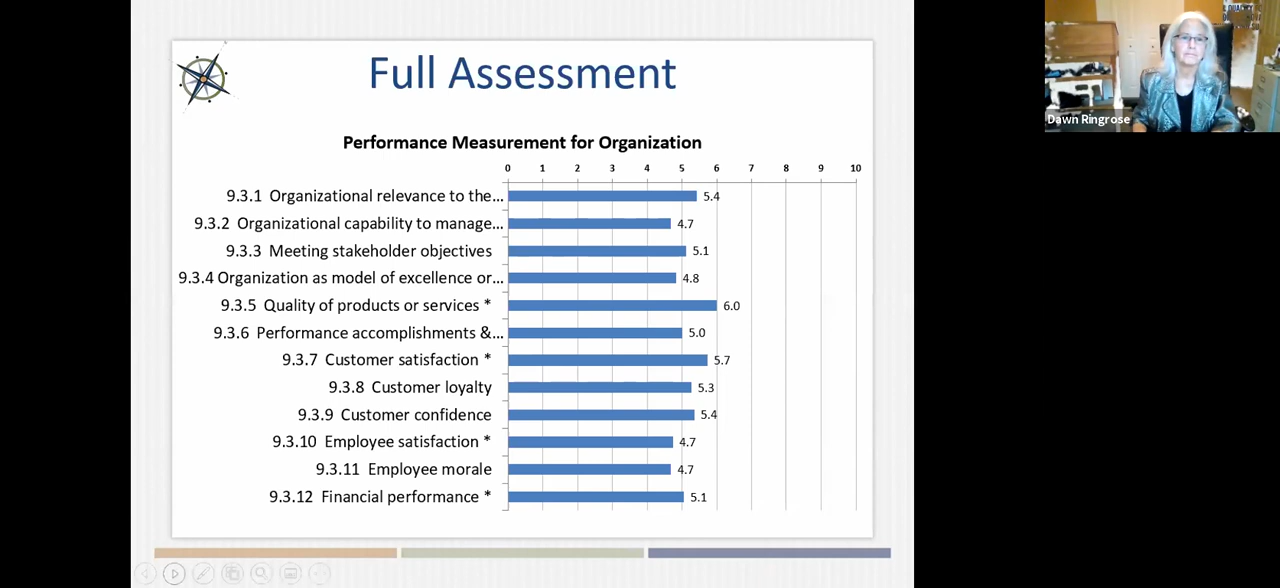 Full Assessment
Performance Measurement for Organization
0 1 2 3 4 5 6 7 8 9 10
9.3.1 Organizational relevance to the... 5.4
9.3.2 Organizational capability to manage... 4.7
9.3.3 Meeting stakeholder objectives 5.1
9.3.4 Organization as model of excellence or... 4.8
9.3.5 Quality of products or services * 6.0
9.3.6 Performance accomplishments &... 5.0
9.3.7 Customer satisfaction * 5.7
9.3.8 Customer loyalty 5.3
9.3.9 Customer confidence 5.4
9.3.10 Employee satisfaction * 4.7
9.3.11 Employee morale 4.7
9.3.12 Financial performance * 5.1
Dawn Ringrose